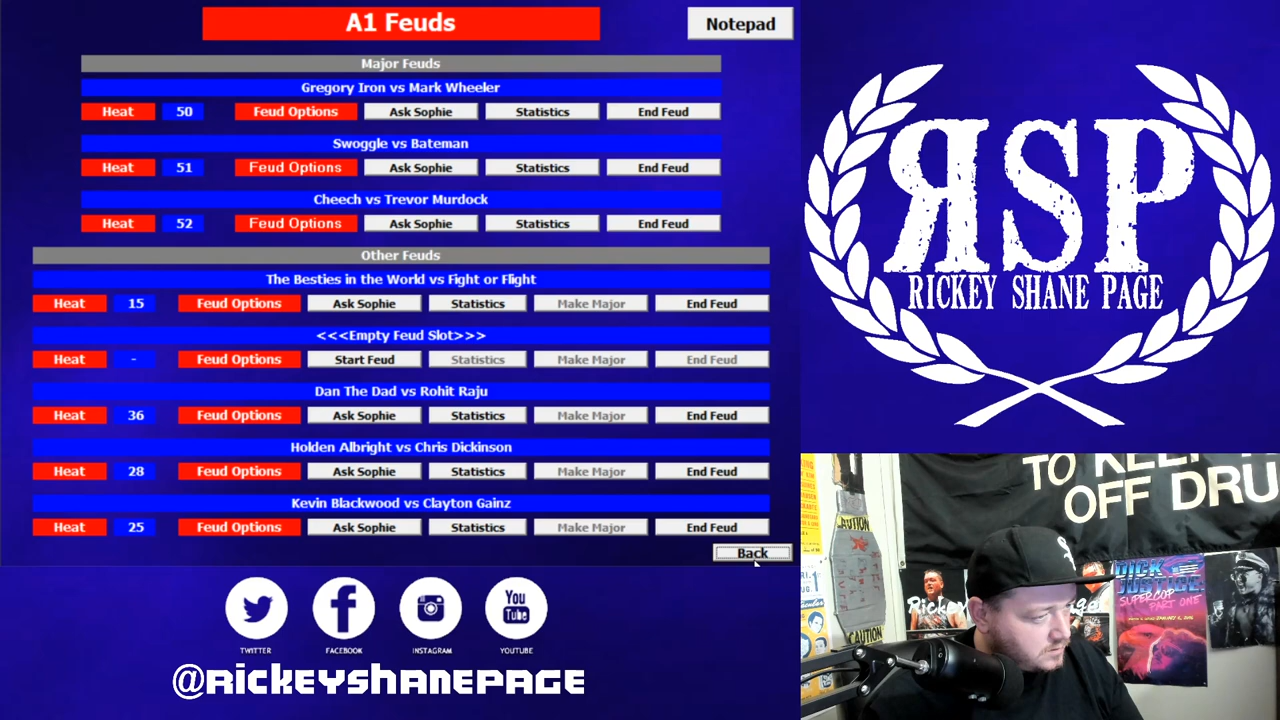 A1 Feuds
Notepad
Major Feuds
Gregory Iron vs Mark Wheeler
Heat 50 Feud Options Ask Sophie Statistics End Feud
Swoggle vs Bateman
Heat 51 Feud Options Ask Sophie Statistics End Feud
Cheech vs Trevor Murdock
Heat 52 Feud Options Ask Sophie Statistics End Feud
Other Feuds
The Besties in the World vs Fight or Flight
Heat 15 Feud Options Ask Sophie Statistics Make Major End Feud
<<<Empty Feud Slot>>>
Heat - Feud Options Start Feud Statistics Make Major End Feud
Dan The Dad vs Rohit Raju
Heat 36 Feud Options Ask Sophie Statistics Make Major End Feud
Holden Albright vs Chris Dickinson
Heat 28 Feud Options Ask Sophie Statistics Make Major End Feud
Kevin Blackwood vs Clayton Gainz
Heat 25 Feud Options Ask Sophie Statistics Make Major End Feud
Back
You
Tube
TWITTER FACEBOOK INSTAGRAM YOUTUBE
@RICKEYSHANEPAGE
RSP
RICKEY SHANE PAGE
TO KEEP
OFF DRU
CAUTION
DICK
JUSTICE
SUPERCOP
PART ONE
Rickey
CAUTION